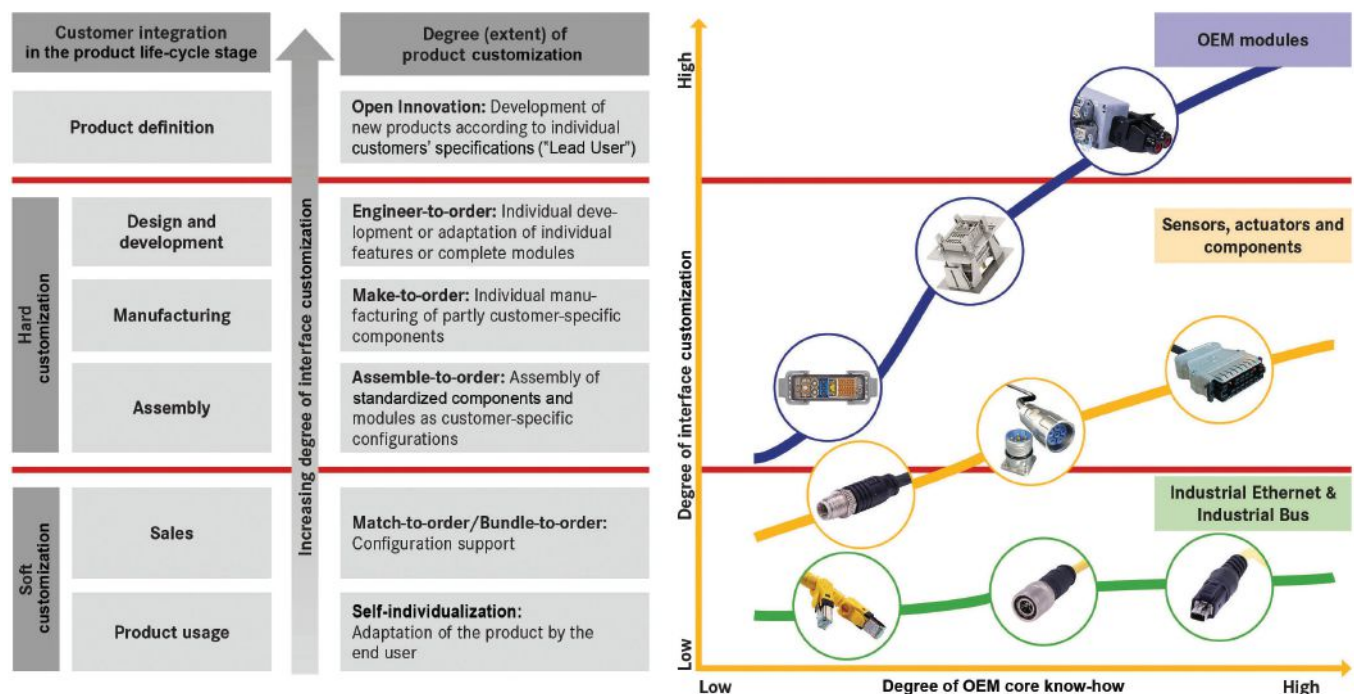 Customer integration
in the product life-cycle stage
Degree (extent) of
product customization
Product definition
Open Innovation: Development of
new products according to individual
customers' specifications ("Lead User")
Hard
customization
Design and
development
Engineer-to-order: Individual deve-
lopment or adaptation of individual
features or complete modules
Manufacturing
Make-to-order: Individual manu-
facturing of partly customer-specific
components
Assembly
Assemble-to-order: Assembly of
standardized components and
modules as customer-specific
configurations
Soft
customization
Sales
Match-to-order/Bundle-to-order:
Configuration support
Product usage
Self-individualization:
Adaptation of the product by the
end user
Increasing degree of interface customization
High
Degree of interface customization
Low
OEM modules
Sensors, actuators and
components
Industrial Ethernet &
Industrial Bus
Low
Degree of OEM core know-how
High